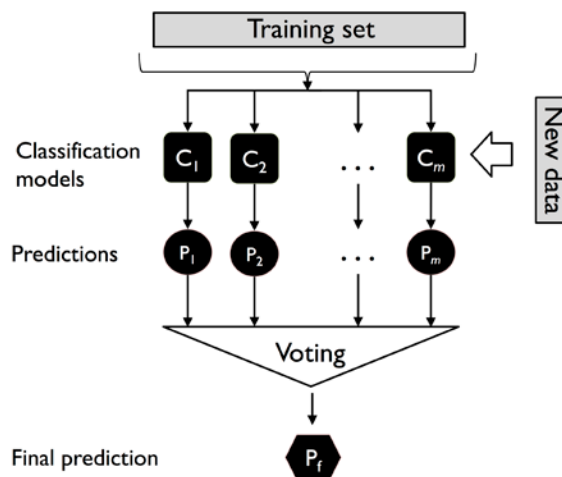 Training set
New data
Classification
models
C1 C2 ... Cm
Predictions
P1 P2 ... Pm
Voting
Final prediction
Pf